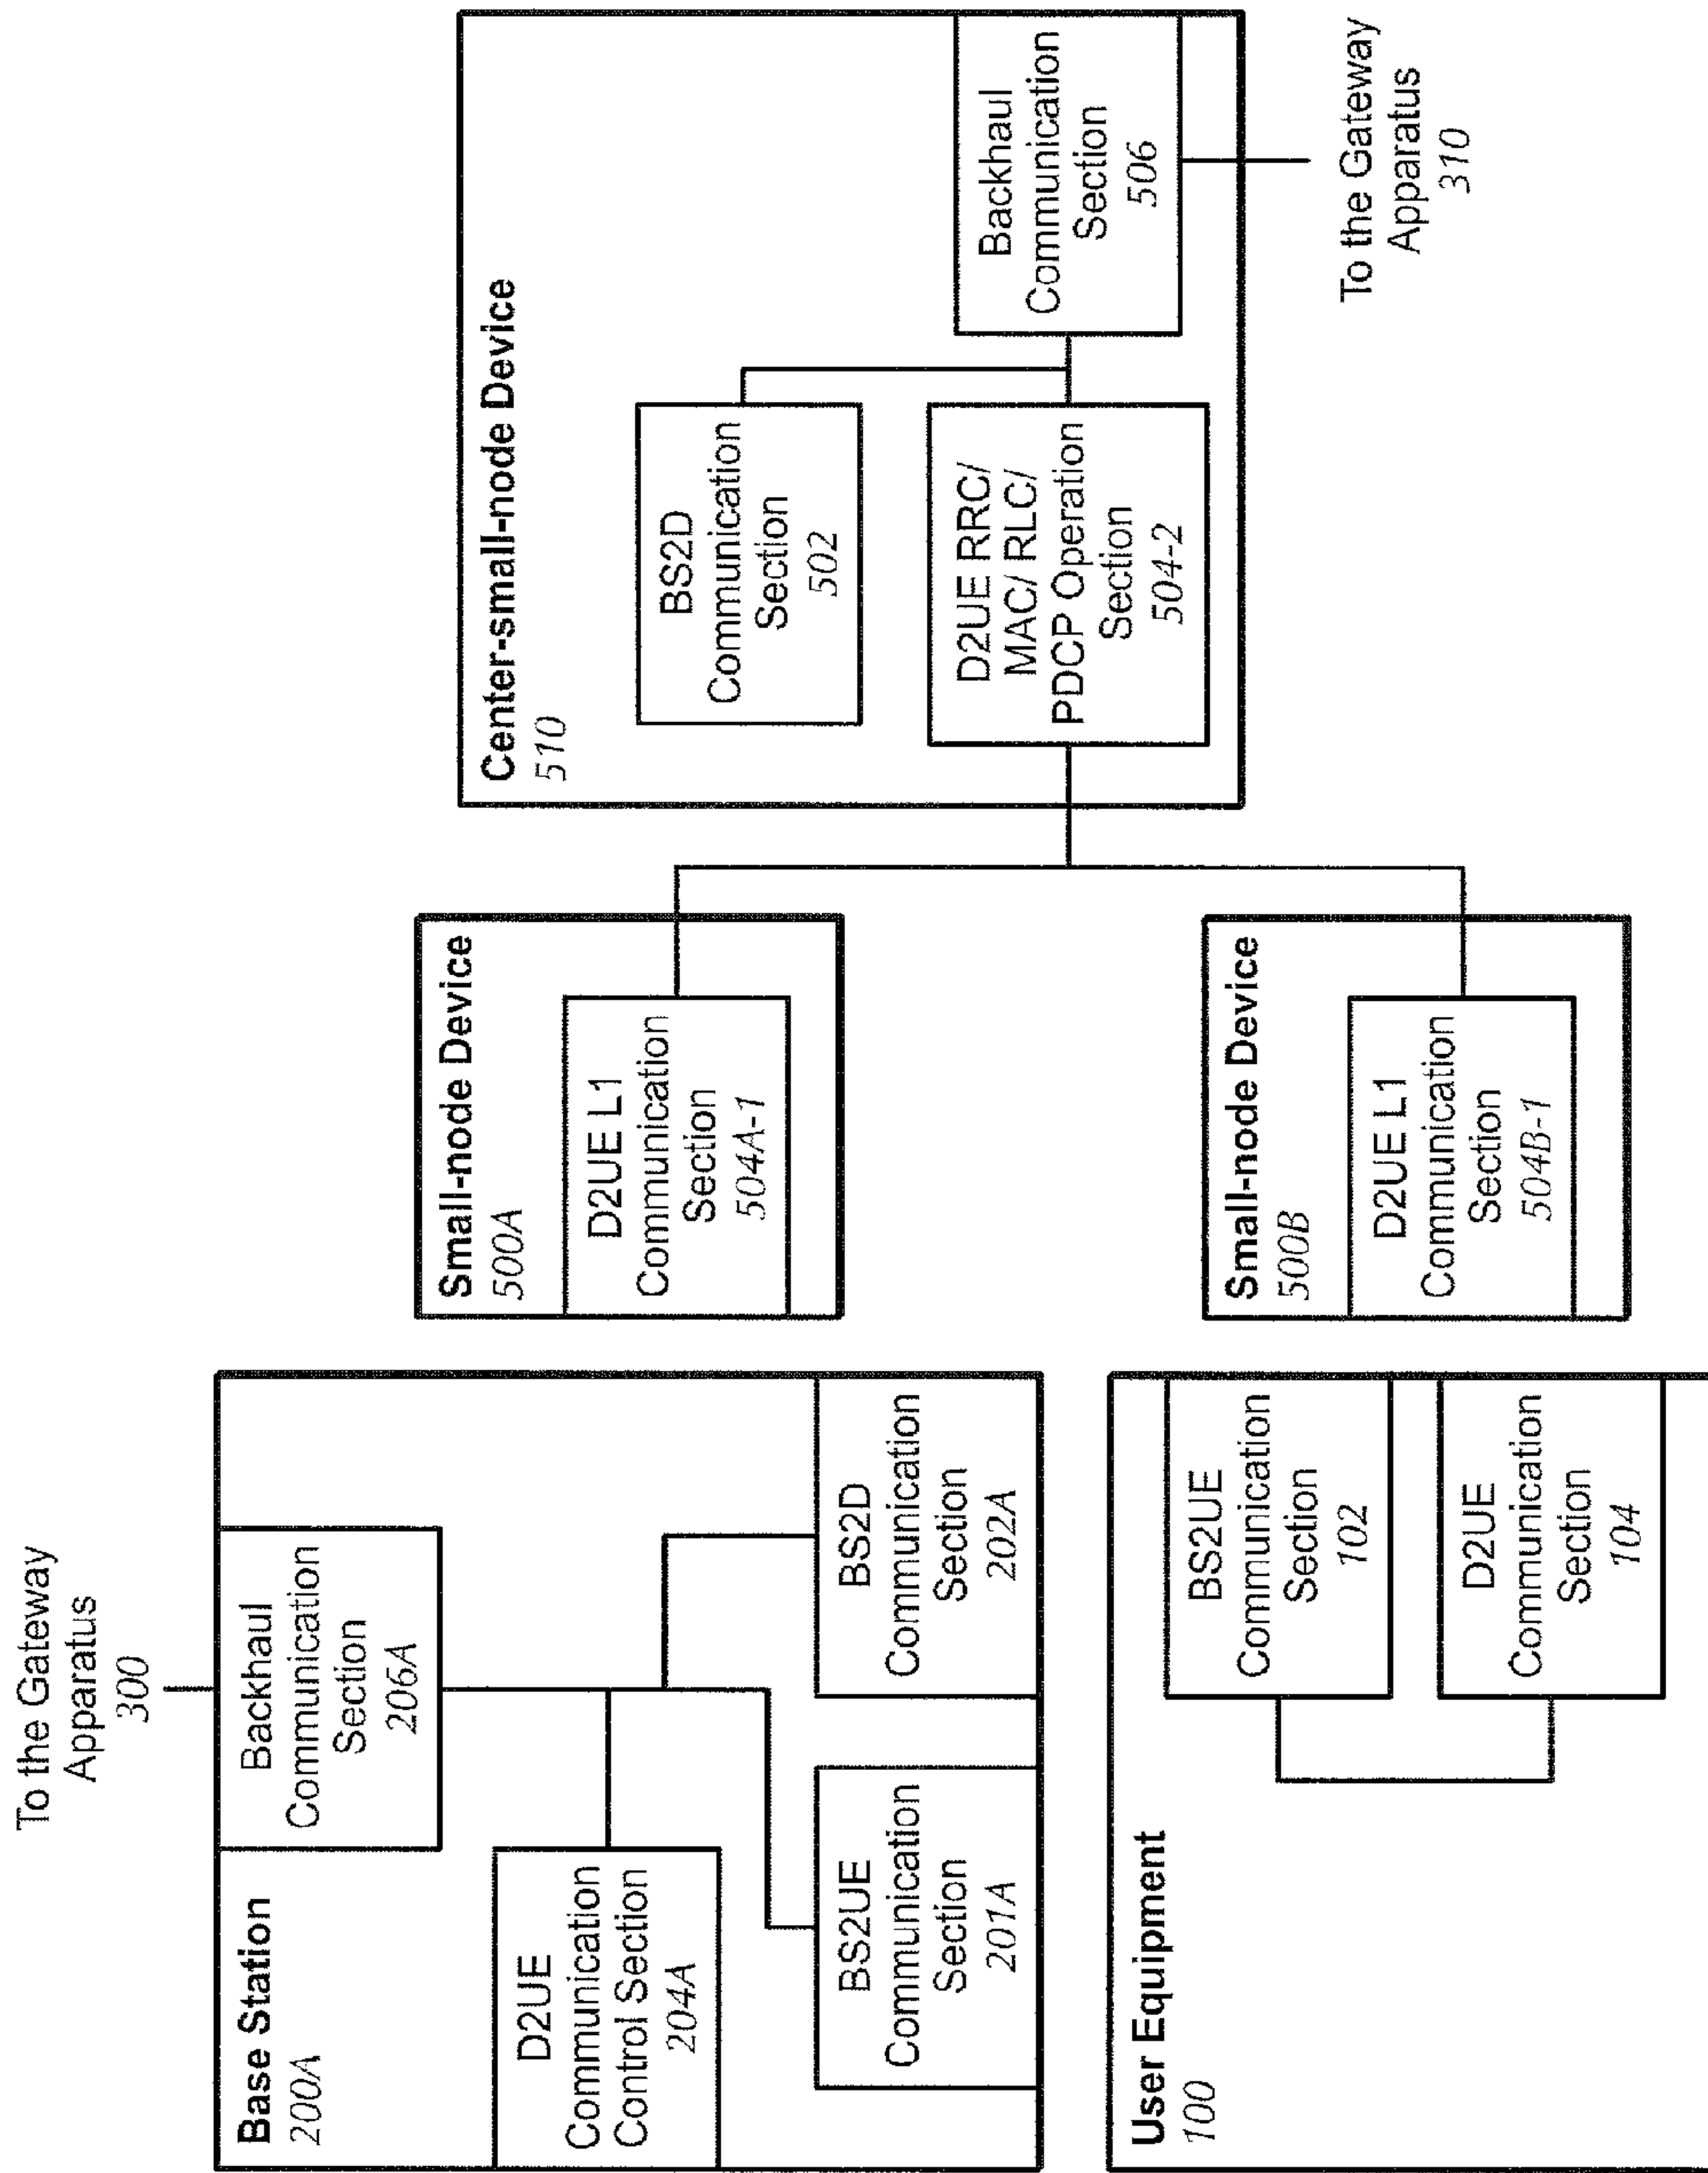 To the Gateway
Apparatus
300
Base Station
200A
Backhaul
Communication
Section
206A
D2UE
Communication
Control Section
204A
BS2UE
Communication
Section
201A
BS2D
Communication
Section
202A
User Equipment
100
BS2UE
Communication
Section
102
D2UE
Communication
Section
104
Small-node Device
500A
D2UE L1
Communication
Section
504A-1
Small-node Device
500B
D2UE L1
Communication
Section
504B-1
Center-small-node Device
510
BS2D
Communication
Section
502
D2UE RRC/
MAC/ RLC/
PDCP Operation
Section
504-2
Backhaul
Communication
Section
506
To the Gateway
Apparatus
310